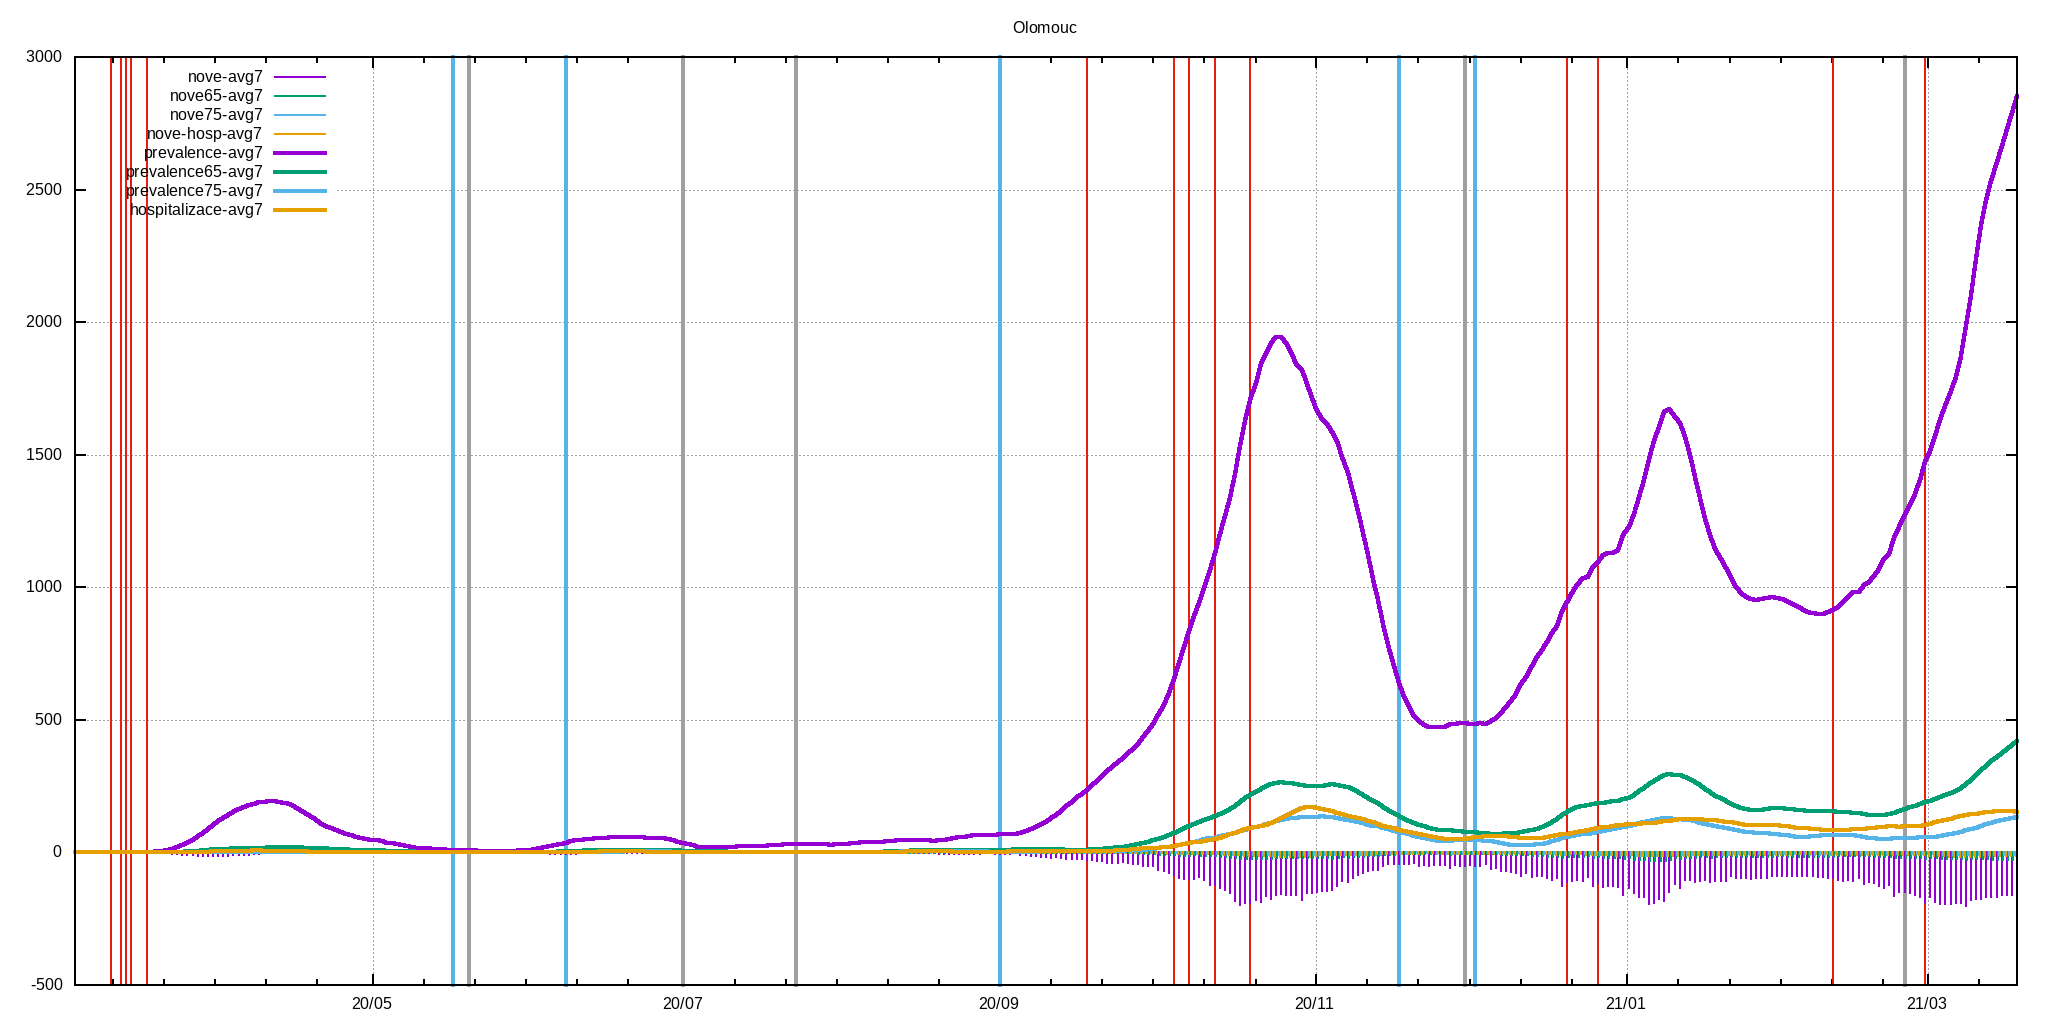 Olomouc
3000
2500
2000
1500
1000
500
0
-500
nove-avg7
nove65-avg7
nove75-avg7
nove-hosp-avg7
prevalence-avg7
prevalence65-avg7
prevalence75-avg7
hospitalizace-avg7
20/05
20/07
20/09
20/11
21/01
21/03